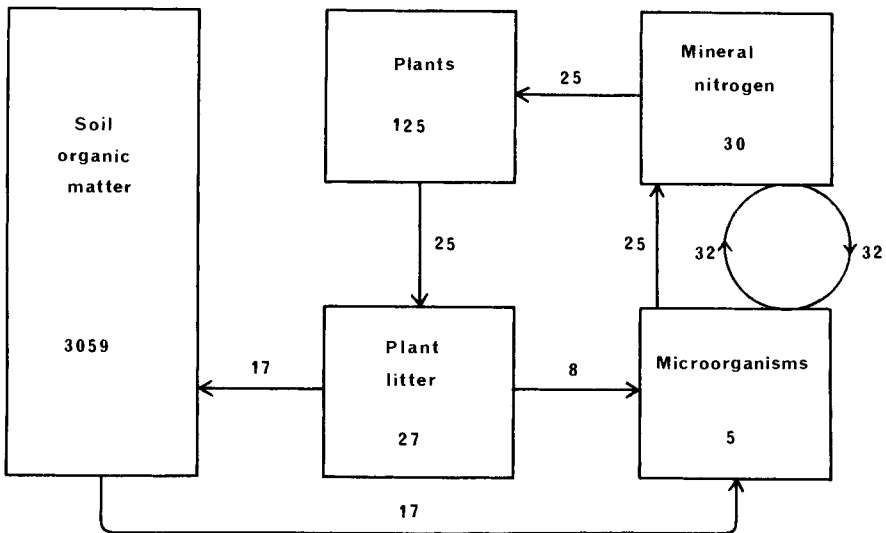 Soil
organic
matter
3059
Plants
125
25
Mineral
nitrogen
30
25
25
32
32
17
Plant
litter
27
8
Microorganisms
5
17